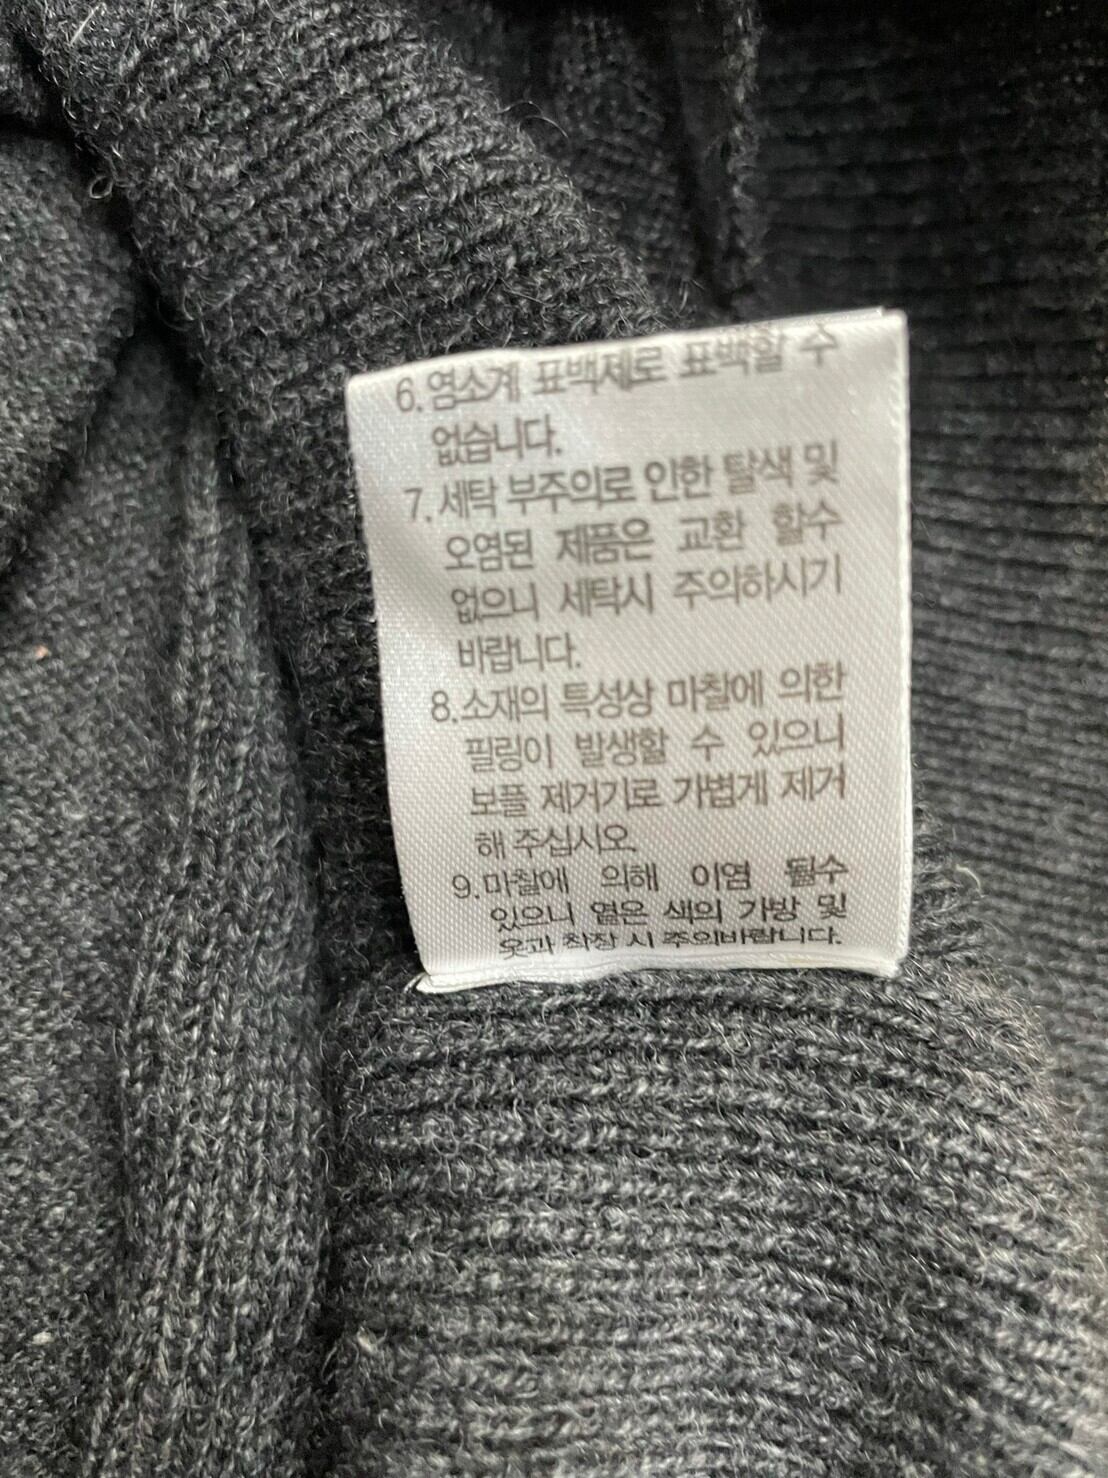 6. 염소계 표백제로 표백할 수
없습니다.
7. 세탁 부주의로 인한 탈색 및
오염된 제품은 교환 할수
없으니 세탁시 주의하시기
바랍니다.
8. 소재의 특성상 마찰에 의한
필링이 발생할 수 있으니
보플 제거기로 가볍게 제거
해 주십시오.
9. 마찰에 의해 이염 될수
있으니 옅은 색의 가방 및
옷과 착장 시 주의바랍니다.